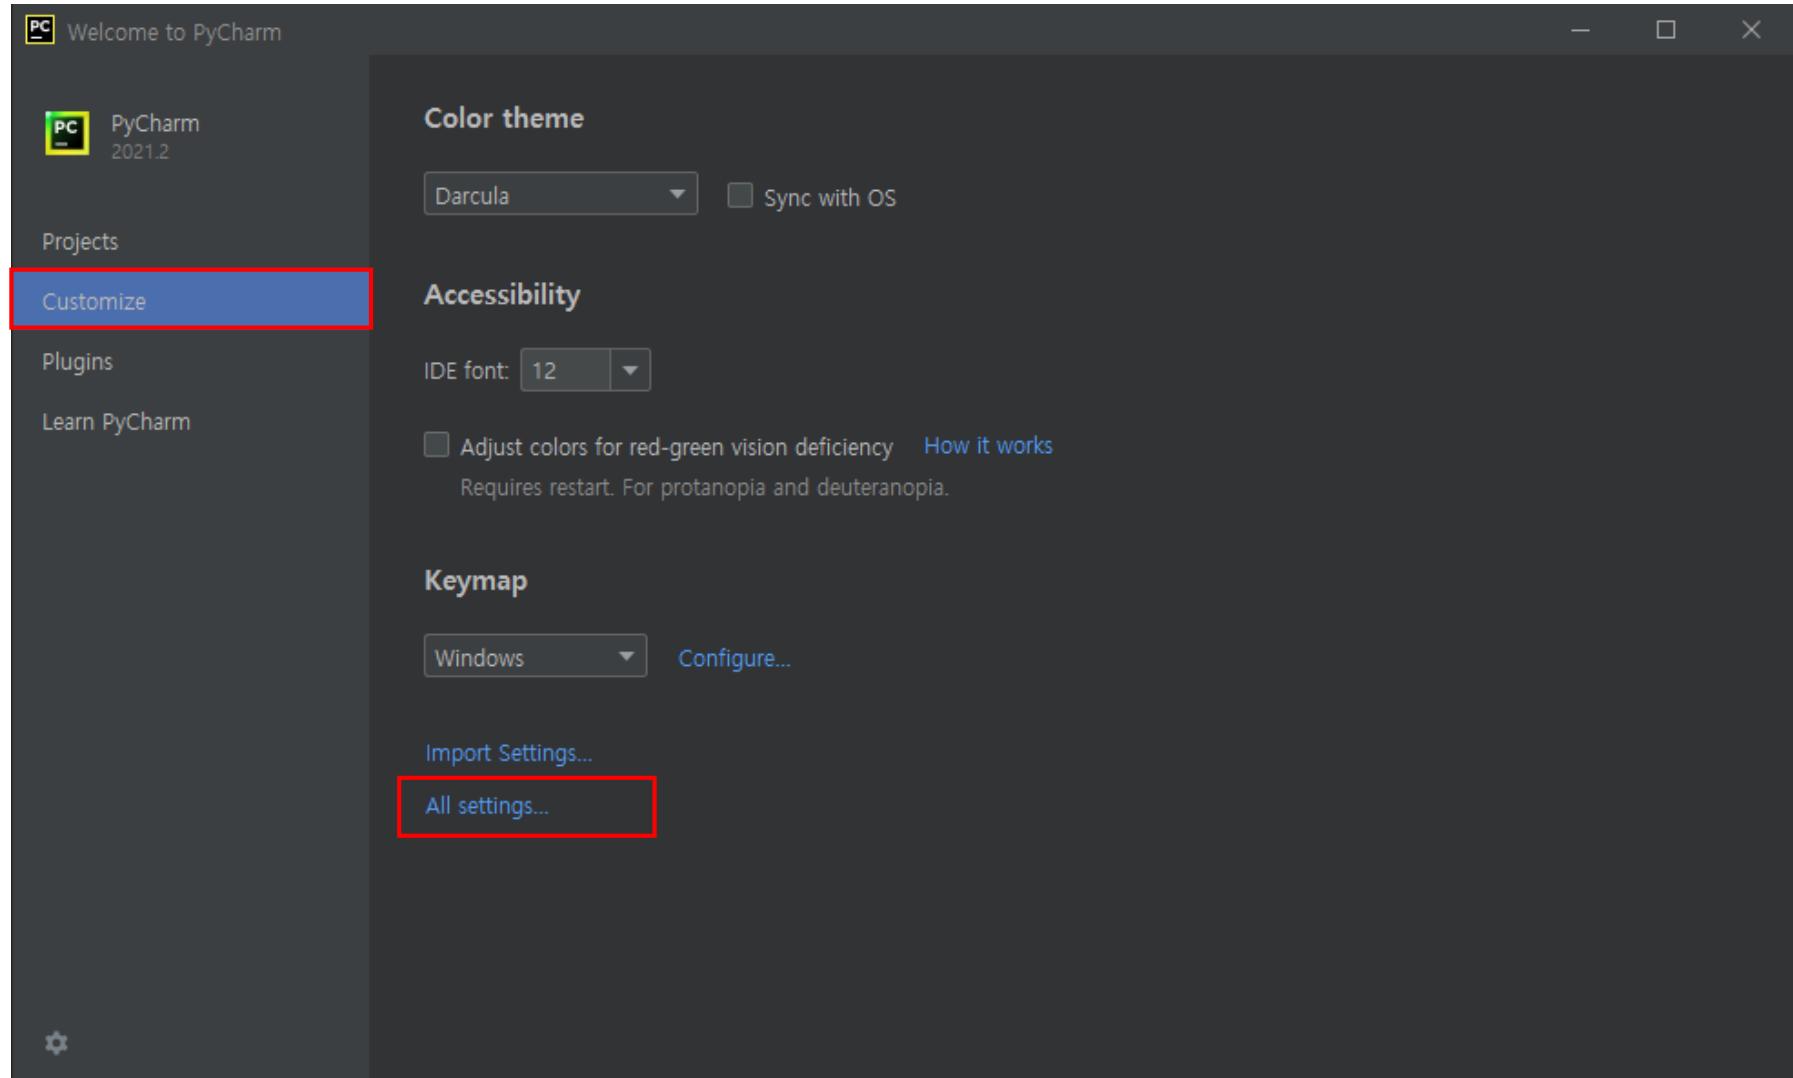 PC Welcome to PyCharm
PC PyCharm
2021.2
Projects
Customize
Plugins
Learn PyCharm
Color theme
Darcula Sync with OS
Accessibility
IDE font: 12
Adjust colors for red-green vision deficiency How it works
Requires restart. For protanopia and deuteranopia.
Keymap
Windows Configure...
Import Settings...
All settings...